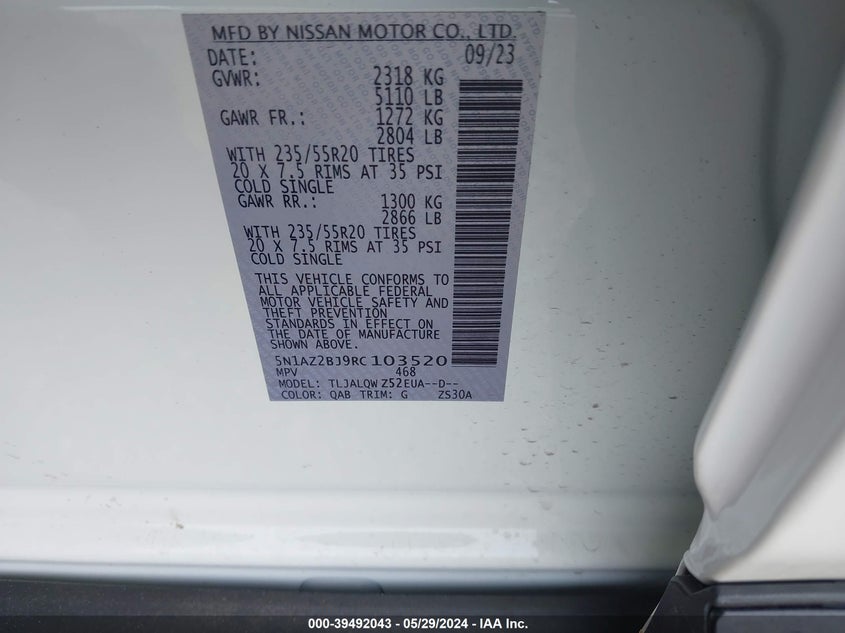 MFD BY NISSAN MOTOR CO., LTD.
DATE: 09/23
GVWR: 2318 KG
5110 LB
GAWR FR.: 1272 KG
2804 LB
WITH 235/55R20 TIRES
20 X 7.5 RIMS AT 35 PSI
COLD SINGLE
GAWR RR.: 1300 KG
2866 LB
WITH 235/55R20 TIRES
20 X 7.5 RIMS AT 35 PSI
COLD SINGLE
THIS VEHICLE CONFORMS TO
ALL APPLICABLE FEDERAL
MOTOR VEHICLE SAFETY AND
THEFT PREVENTION
STANDARDS IN EFFECT ON
THE DATE OF MANUFACTURE
SHOWN ABOVE.
5N1AZ2BJ9RC103520
MPV 468
MODEL: TLJALQW Z52EUA--D--
COLOR: QAB TRIM: G ZS30A
000-39492043 - 05/29/2024 - IAA Inc.